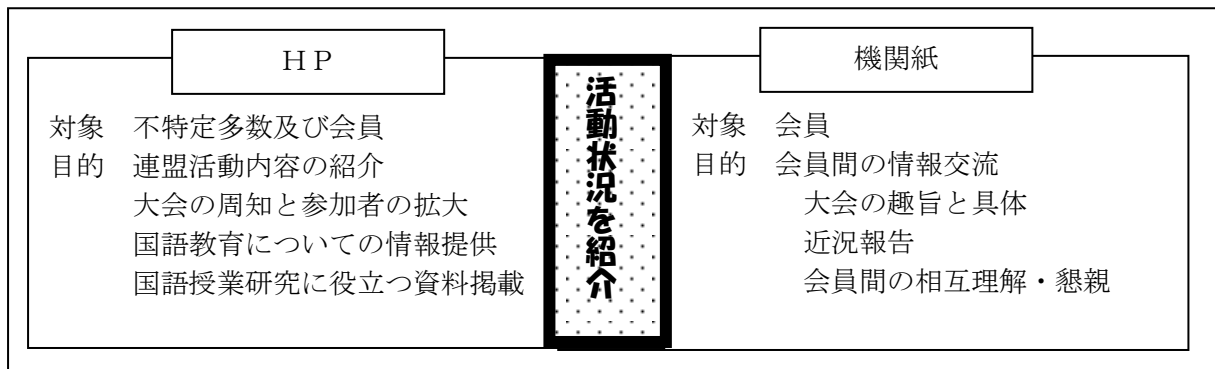 ＨＰ
対象　不特定多数及び会員
目的　連盟活動内容の紹介
大会の周知と参加者の拡大
国語教育についての情報提供
国語授業研究に役立つ資料掲載
活動状況を紹介
機関紙
対象　会員
目的　会員間の情報交流
大会の趣旨と具体
近況報告
会員間の相互理解・懇親